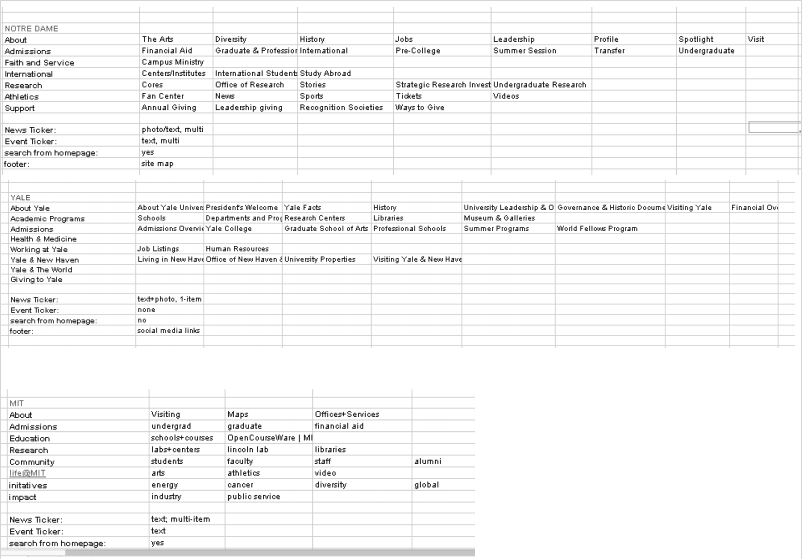 NOTRE DAME
About The Arts Diversity History Jobs Leadership Profile Spotlight Visit
Admissions Financial Aid Graduate & Profession International Pre-College Summer Session Transfer Undergraduate
Faith and Service Campus Ministry
International Centers/Institutes International Students Study Abroad
Research Cores Office of Research Stories Strategic Research Invest Undergraduate Research
Athletics Fan Center News Sports Tickets Videos
Support Annual Giving Leadership giving Recognition Societies Ways to Give
News Ticker: photo/text, multi
Event Ticker: text, multi
search from homepage: yes
footer: site map
YALE
About Yale About Yale Univers President's Welcome Yale Facts History University Leadership & O Governance & Historic Docume Visiting Yale Financial Ov
Academic Programs Schools Departments and Prog Research Centers Libraries Museum & Galleries
Admissions Admissions Overvie Yale College Graduate School of Arts Professional Schools Summer Programs World Fellows Program
Health & Medicine
Working at Yale Job Listings Human Resources
Yale & New Haven Living in New Have Office of New Haven & University Properties Visiting Yale & New Have
Yale & The World
Giving to Yale
News Ticker: text+photo, 1-item
Event Ticker: none
search from homepage: no
footer: social media links
MIT
About Visiting Maps Offices+Services
Admissions undergrad graduate financial aid
Education schools+courses OpenCourseWare | MI
Research labs+centers lincoln lab libraries
Community students faculty staff alumni
life@MIT arts athletics video
initatives energy cancer diversity global
impact industry public service
News Ticker: text; multi-item
Event Ticker: text
search from homepage: yes